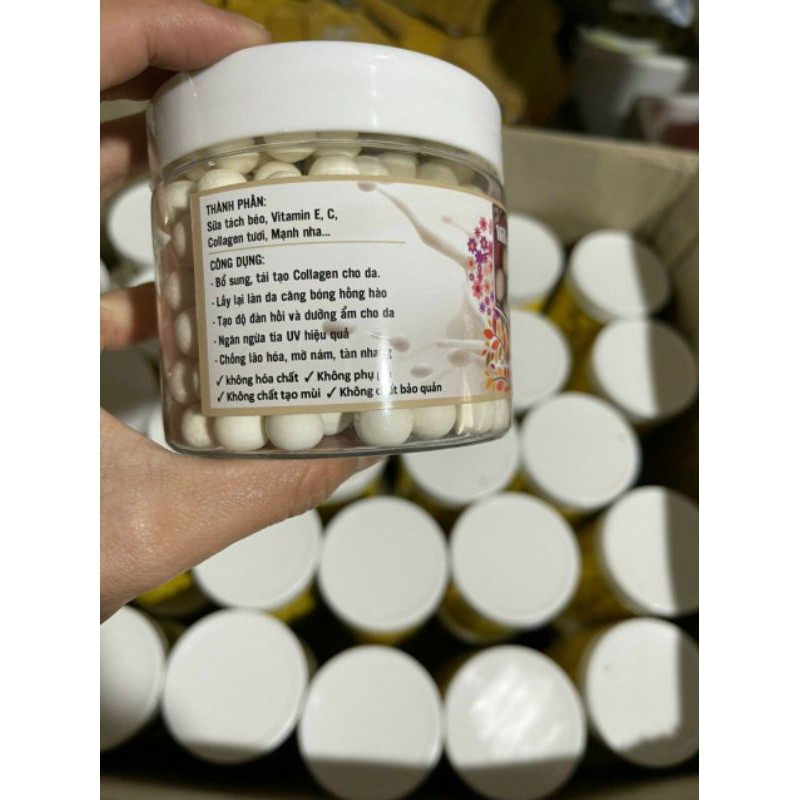 THÀNH PHẦN:
Sữa tách béo, Vitamin E, C,
Collagen tươi, Mạnh nha...
CÔNG DỤNG:
- Bổ sung, tái tạo Collagen cho da.
- Lấy lại làn da căng bóng hồng hào
- Tạo độ đàn hồi và dưỡng ẩm cho da
- Ngăn ngừa tia UV hiệu quả
- Chống lão hóa, mờ nám, tàn nhang
✓ không hóa chất ✓ Không phụ
✓ Không chất tạo mùi ✓ Không chất bảo quản